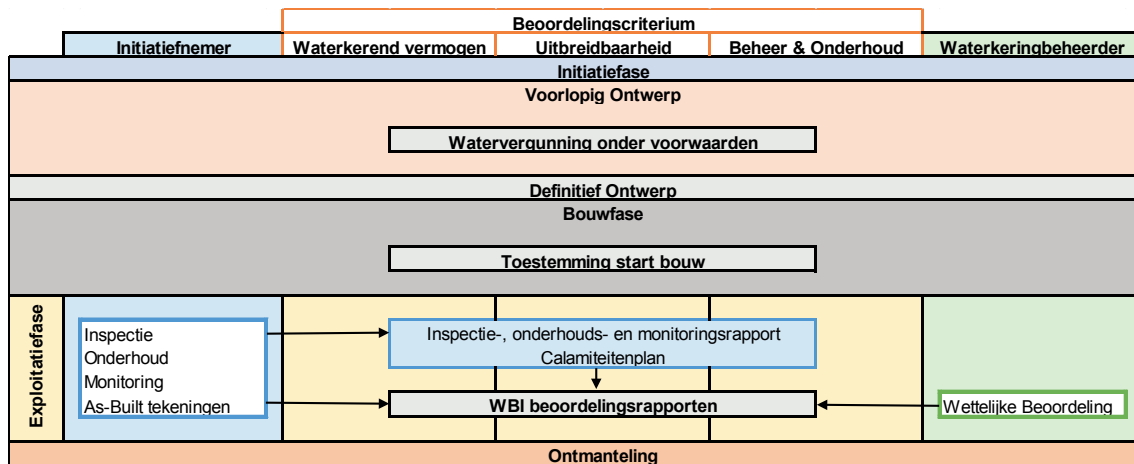 Beoordelingscriterium
Initiatiefnemer
Waterkerend vermogen
Uitbreidbaarheid
Beheer & Onderhoud
Waterkeringbeheerder
Initiatiefase
Voorlopig Ontwerp
Watervergunning onder voorwaarden
Definitief Ontwerp
Bouwfase
Toestemming start bouw
Exploitatiefase
Inspectie
Onderhoud
Monitoring
As-Built tekeningen
Inspectie-, onderhouds- en monitoringsrapport
Calamiteitenplan
WBI beoordelingsrapporten
Wettelijke Beoordeling
Ontmanteling